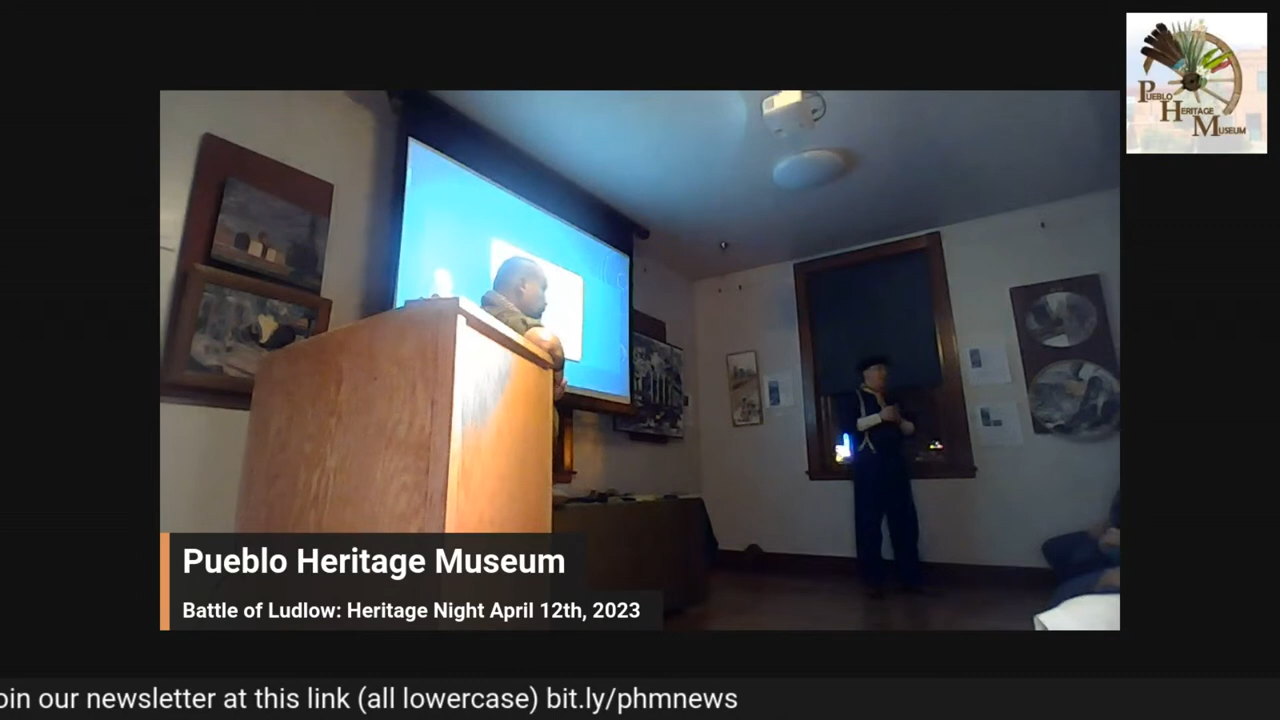 Pueblo
Heritage
Museum
Pueblo Heritage Museum
Battle of Ludlow: Heritage Night April 12th, 2023
oin our newsletter at this link (all lowercase) bit.ly/phmnews